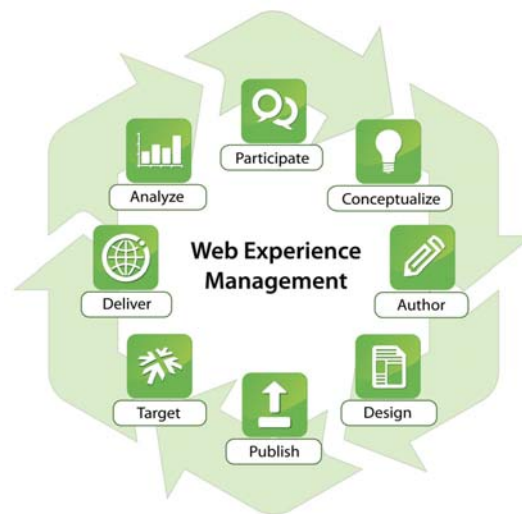 Participate
Conceptualize
Author
Design
Publish
Target
Deliver
Analyze
Web Experience
Management